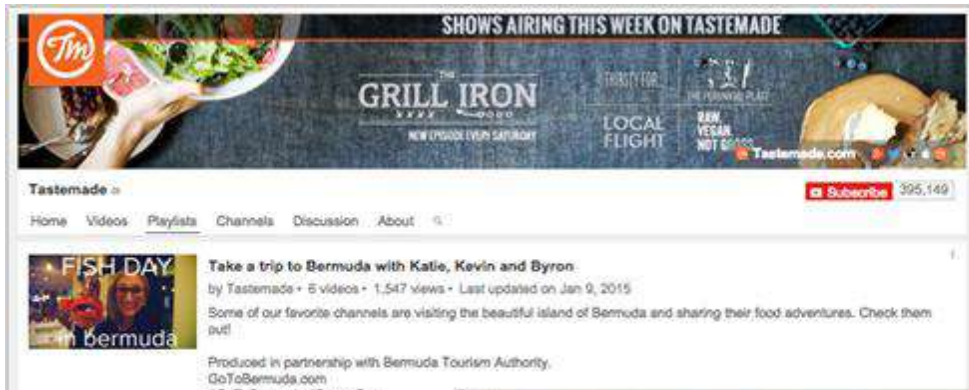 Tm
SHOWS AIRING THIS WEEK ON TASTEMADE
THE
GRILL IRON
NEW EPISODE EVERY SATURDAY
THIRSTY FOR
THE PERENNIAL PLATE
LOCAL
FLIGHT
RAW.
VEGAN.
NOT GROSS.
Tastemade.com
Tastemade
Subscribe 395,149
Home Videos Playlists Channels Discussion About
FISH DAY
in bermuda
Take a trip to Bermuda with Katie, Kevin and Byron
by Tastemade • 6 videos • 1,547 views • Last updated on Jan 9, 2015
Some of our favorite channels are visiting the beautiful island of Bermuda and sharing their food adventures. Check them
out!
Produced in partnership with Bermuda Tourism Authority.
GoToBermuda.com